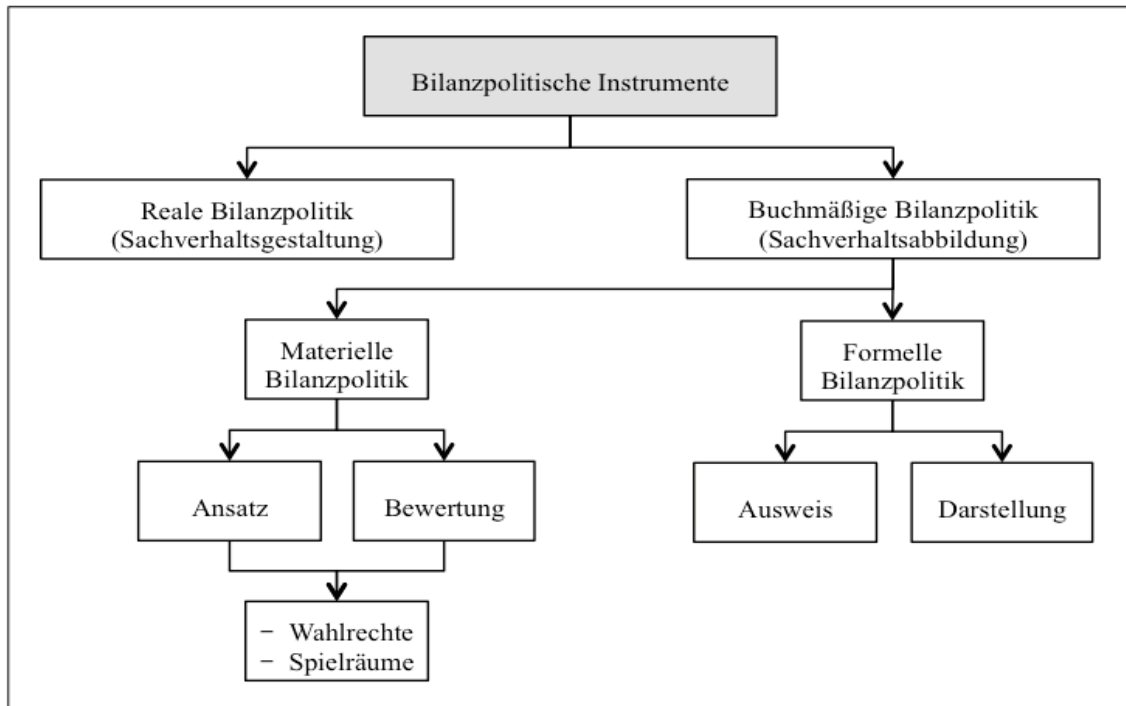 Bilanzpolitische Instrumente
Reale Bilanzpolitik
(Sachverhaltsgestaltung)
Buchmäßige Bilanzpolitik
(Sachverhaltsabbildung)
Materielle
Bilanzpolitik
Formelle
Bilanzpolitik
Ansatz
Bewertung
Ausweis
Darstellung
− Wahlrechte
− Spielräume